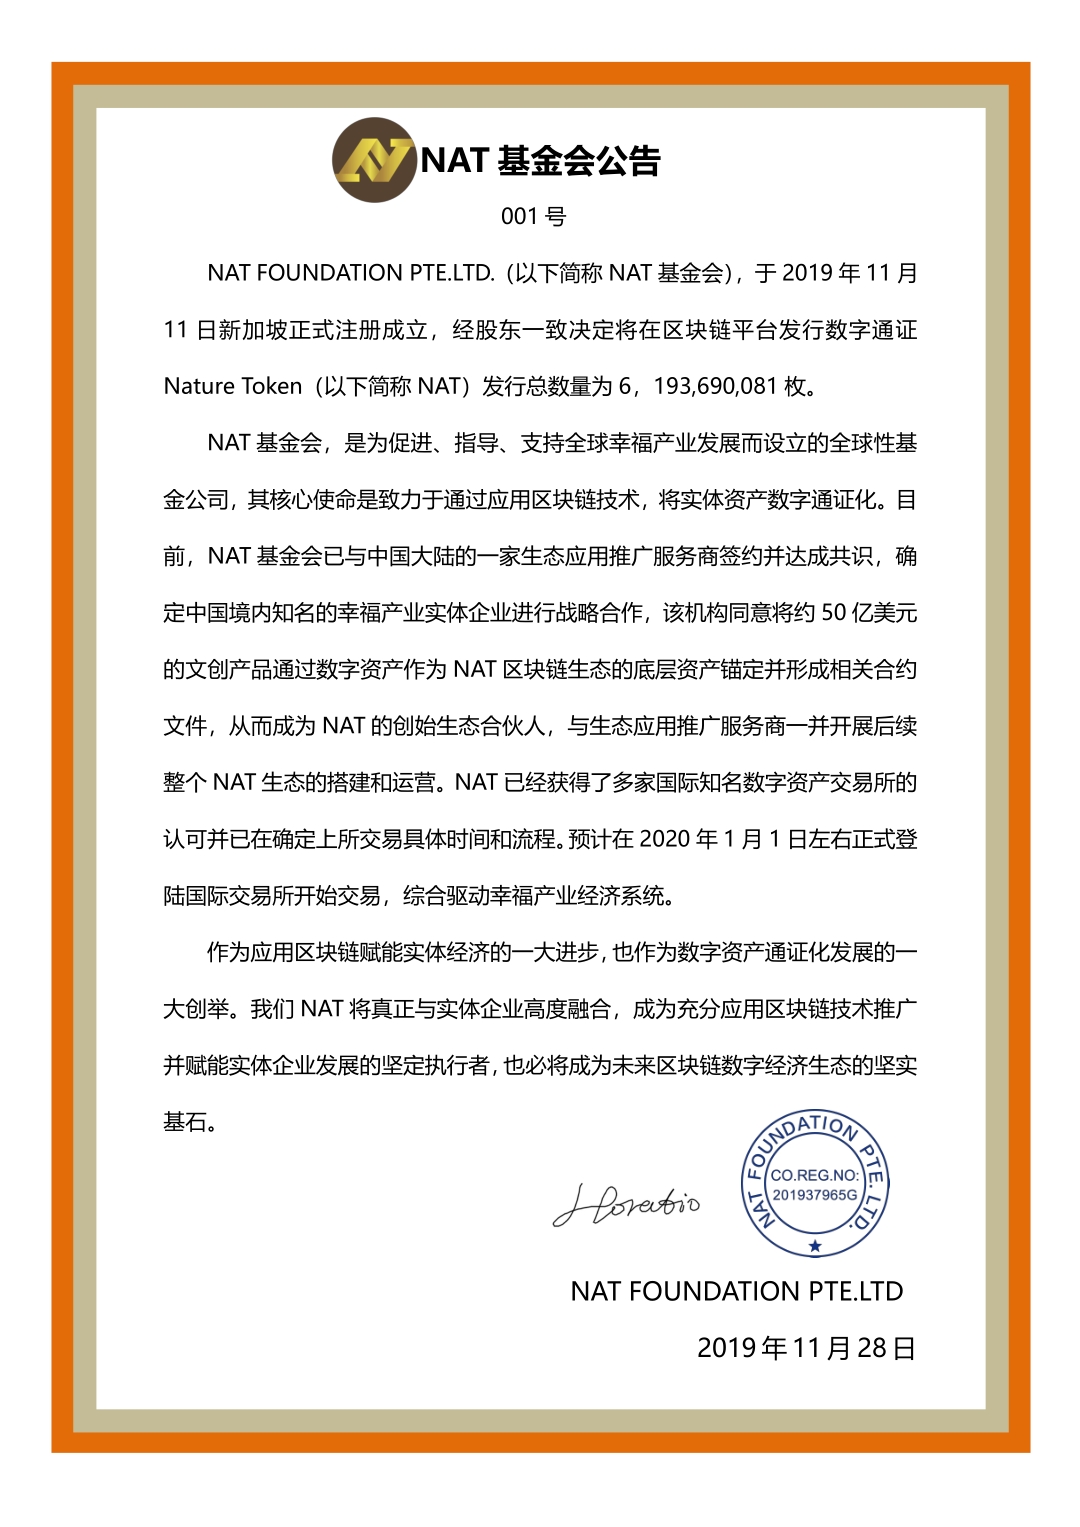 NAT 基金会公告
001 号
NAT FOUNDATION PTE.LTD.（以下简称 NAT 基金会），于 2019 年 11 月
11 日新加坡正式注册成立，经股东一致决定将在区块链平台发行数字通证
Nature Token（以下简称 NAT）发行总数量为 6，193,690,081 枚。
NAT 基金会，是为促进、指导、支持全球幸福产业发展而设立的全球性基
金公司，其核心使命是致力于通过应用区块链技术，将实体资产数字通证化。目
前，NAT 基金会已与中国大陆的一家生态应用推广服务商签约并达成共识，确
定中国境内知名的幸福产业实体企业进行战略合作，该机构同意将约 50 亿美元
的文创产品通过数字资产作为 NAT 区块链生态的底层资产锚定并形成相关合约
文件，从而成为 NAT 的创始生态合伙人，与生态应用推广服务商一并开展后续
整个 NAT 生态的搭建和运营。NAT 已经获得了多家国际知名数字资产交易所的
认可并已在确定上所交易具体时间和流程。预计在 2020 年 1 月 1 日左右正式登
陆国际交易所开始交易，综合驱动幸福产业经济系统。
作为应用区块链赋能实体经济的一大进步，也作为数字资产通证化发展的一
大创举。我们 NAT 将真正与实体企业高度融合，成为充分应用区块链技术推广
并赋能实体企业发展的坚定执行者，也必将成为未来区块链数字经济生态的坚实
基石。
Horatio
NAT FOUNDATION PTE. LTD.
CO.REG.NO:
201937965G
NAT FOUNDATION PTE.LTD
2019 年 11 月 28 日